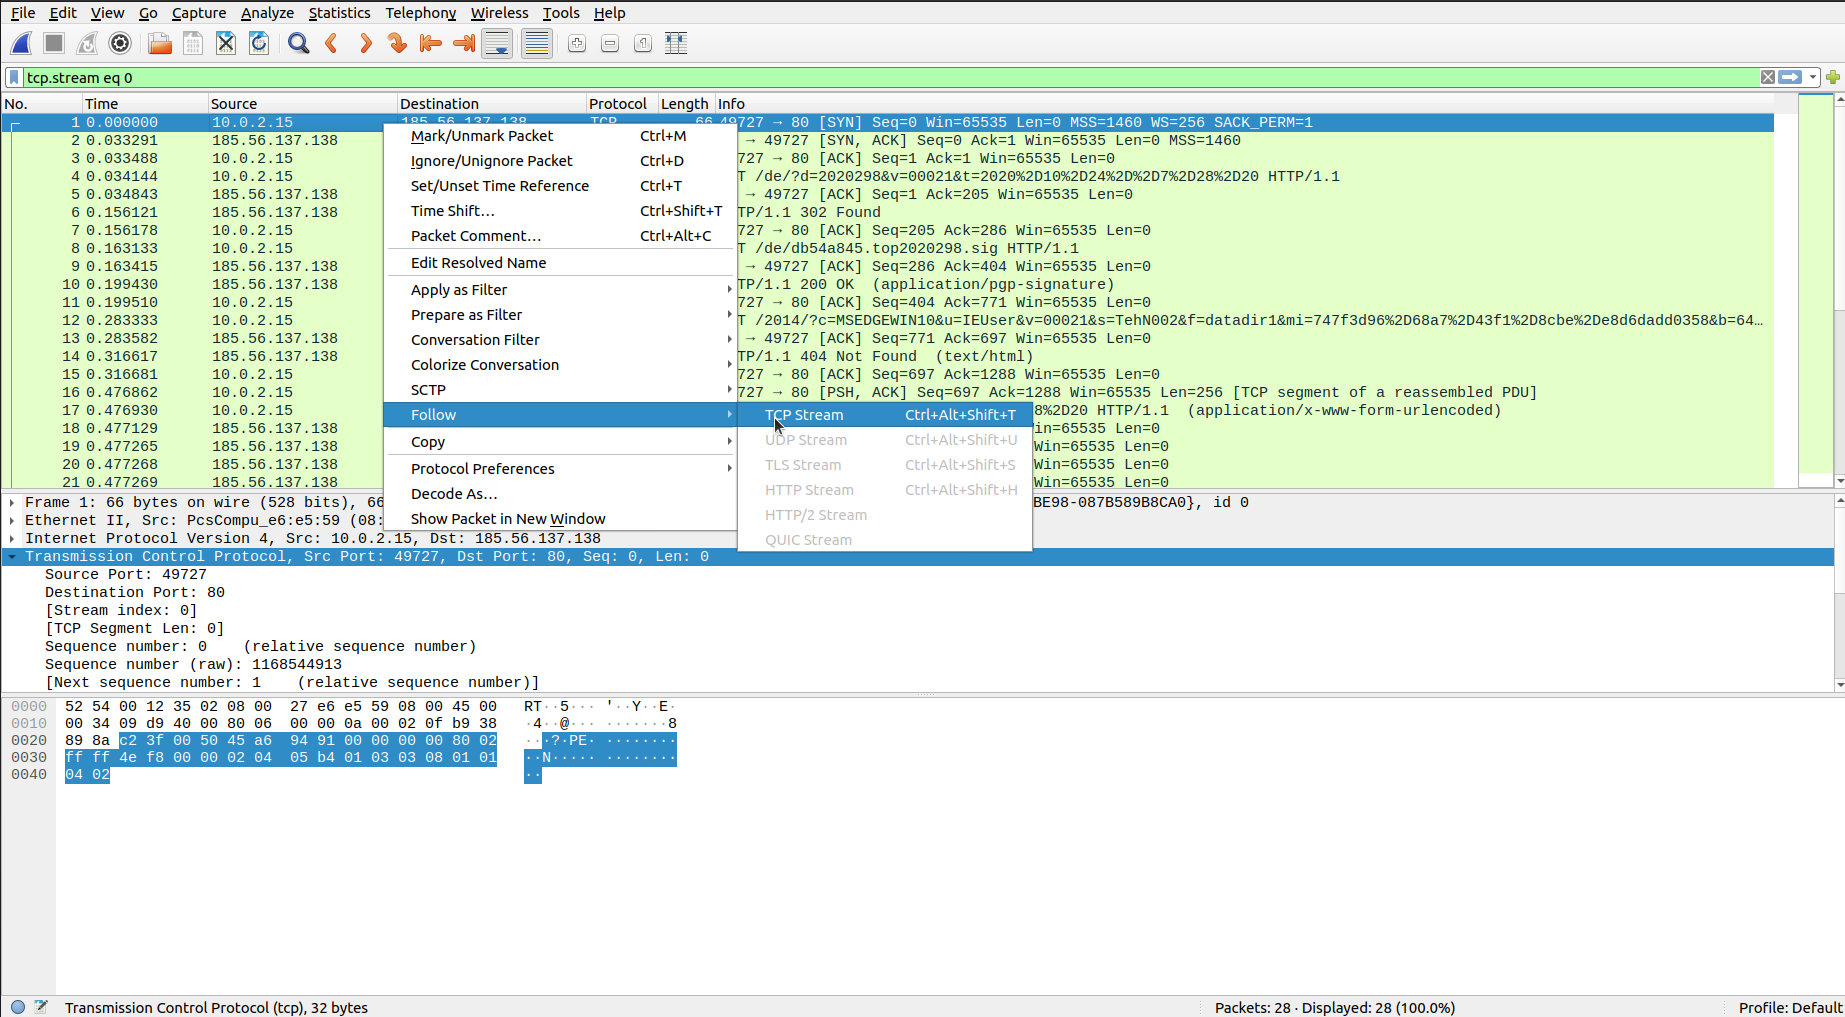 File Edit View Go Capture Analyze Statistics Telephony Wireless Tools Help
tcp.stream eq 0
No. Time Source Destination Protocol Length Info
1 0.000000 10.0.2.15 185.56.137.138 TCP 66 49727 → 80 [SYN] Seq=0 Win=65535 Len=0 MSS=1460 WS=256 SACK_PERM=1
2 0.033291 185.56.137.138 → 49727 [SYN, ACK] Seq=0 Ack=1 Win=65535 Len=0 MSS=1460
3 0.033488 10.0.2.15 727 → 80 [ACK] Seq=1 Ack=1 Win=65535 Len=0
4 0.034144 10.0.2.15 T /de/?d=2020298&v=00021&t=2020%2D10%2D24%2D%2D7%2D28%2D20 HTTP/1.1
5 0.034843 185.56.137.138 → 49727 [ACK] Seq=1 Ack=205 Win=65535 Len=0
6 0.156121 185.56.137.138 TP/1.1 302 Found
7 0.156178 10.0.2.15 727 → 80 [ACK] Seq=205 Ack=286 Win=65535 Len=0
8 0.163133 10.0.2.15 T /de/db54a845.top2020298.sig HTTP/1.1
9 0.163415 185.56.137.138 → 49727 [ACK] Seq=286 Ack=404 Win=65535 Len=0
10 0.199430 185.56.137.138 TP/1.1 200 OK (application/pgp-signature)
11 0.199510 10.0.2.15 727 → 80 [ACK] Seq=404 Ack=771 Win=65535 Len=0
12 0.283333 10.0.2.15 T /2014/?c=MSEDGEWIN10&u=IEUser&v=00021&s=TehN002&f=datadir1&mi=747f3d96%2D68a7%2D43f1%2D8cbe%2De8d6dadd0358&b=64…
13 0.283582 185.56.137.138 → 49727 [ACK] Seq=771 Ack=697 Win=65535 Len=0
14 0.316617 185.56.137.138 TP/1.1 404 Not Found (text/html)
15 0.316681 10.0.2.15 727 → 80 [ACK] Seq=697 Ack=1288 Win=65535 Len=0
16 0.476862 10.0.2.15 727 → 80 [PSH, ACK] Seq=697 Ack=1288 Win=65535 Len=256 [TCP segment of a reassembled PDU]
17 0.476930 10.0.2.15 8%2D20 HTTP/1.1 (application/x-www-form-urlencoded)
18 0.477129 185.56.137.138 in=65535 Len=0
19 0.477265 185.56.137.138 Win=65535 Len=0
20 0.477268 185.56.137.138 Win=65535 Len=0
21 0.477269 185.56.137.138 Win=65535 Len=0
Mark/Unmark Packet Ctrl+M
Ignore/Unignore Packet Ctrl+D
Set/Unset Time Reference Ctrl+T
Time Shift… Ctrl+Shift+T
Packet Comment… Ctrl+Alt+C
Edit Resolved Name
Apply as Filter
Prepare as Filter
Conversation Filter
Colorize Conversation
SCTP
Follow
Copy
Protocol Preferences
Decode As…
Show Packet in New Window
TCP Stream Ctrl+Alt+Shift+T
UDP Stream Ctrl+Alt+Shift+U
TLS Stream Ctrl+Alt+Shift+S
HTTP Stream Ctrl+Alt+Shift+H
HTTP/2 Stream
QUIC Stream
Frame 1: 66 bytes on wire (528 bits), 66 BE98-087B589B8CA0}, id 0
Ethernet II, Src: PcsCompu_e6:e5:59 (08:
Internet Protocol Version 4, Src: 10.0.2.15, Dst: 185.56.137.138
Transmission Control Protocol, Src Port: 49727, Dst Port: 80, Seq: 0, Len: 0
Source Port: 49727
Destination Port: 80
[Stream index: 0]
[TCP Segment Len: 0]
Sequence number: 0 (relative sequence number)
Sequence number (raw): 1168544913
[Next sequence number: 1 (relative sequence number)]
0000 52 54 00 12 35 02 08 00 27 e6 e5 59 08 00 45 00 RT··5··· '··Y··E·
0010 00 34 09 d9 40 00 80 06 00 00 0a 00 02 0f b9 38 ·4··@··· ·······8
0020 89 8a c2 3f 00 50 45 a6 94 91 00 00 00 00 80 02 ···?·PE· ········
0030 ff ff 4e f8 00 00 02 04 05 b4 01 03 03 08 01 01 ··N····· ········
0040 04 02 ··
Transmission Control Protocol (tcp), 32 bytes Packets: 28 · Displayed: 28 (100.0%) Profile: Default